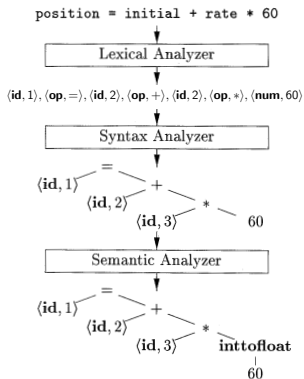 position = initial + rate * 60
Lexical Analyzer
⟨id, 1⟩, ⟨op, =⟩, ⟨id, 2⟩, ⟨op, +⟩, ⟨id, 2⟩, ⟨op, *⟩, ⟨num, 60⟩
Syntax Analyzer
=
⟨id, 1⟩
+
⟨id, 2⟩
*
⟨id, 3⟩
60
Semantic Analyzer
=
⟨id, 1⟩
+
⟨id, 2⟩
*
⟨id, 3⟩
inttofloat
60